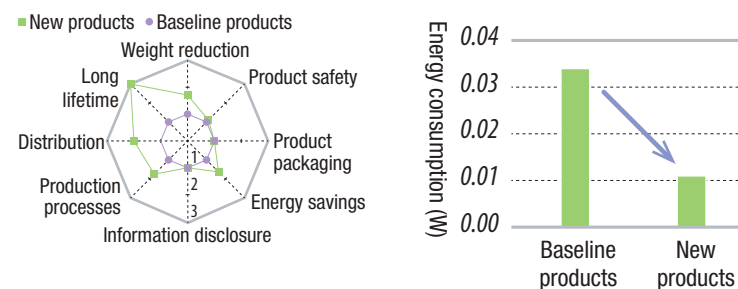 New products Baseline products
Weight reduction
Long
lifetime
Product safety
Distribution
Product
packaging
Production
processes
Energy savings
Information disclosure
1
2
3
Energy consumption (W)
0.04
0.03
0.02
0.01
0.00
Baseline
products
New
products